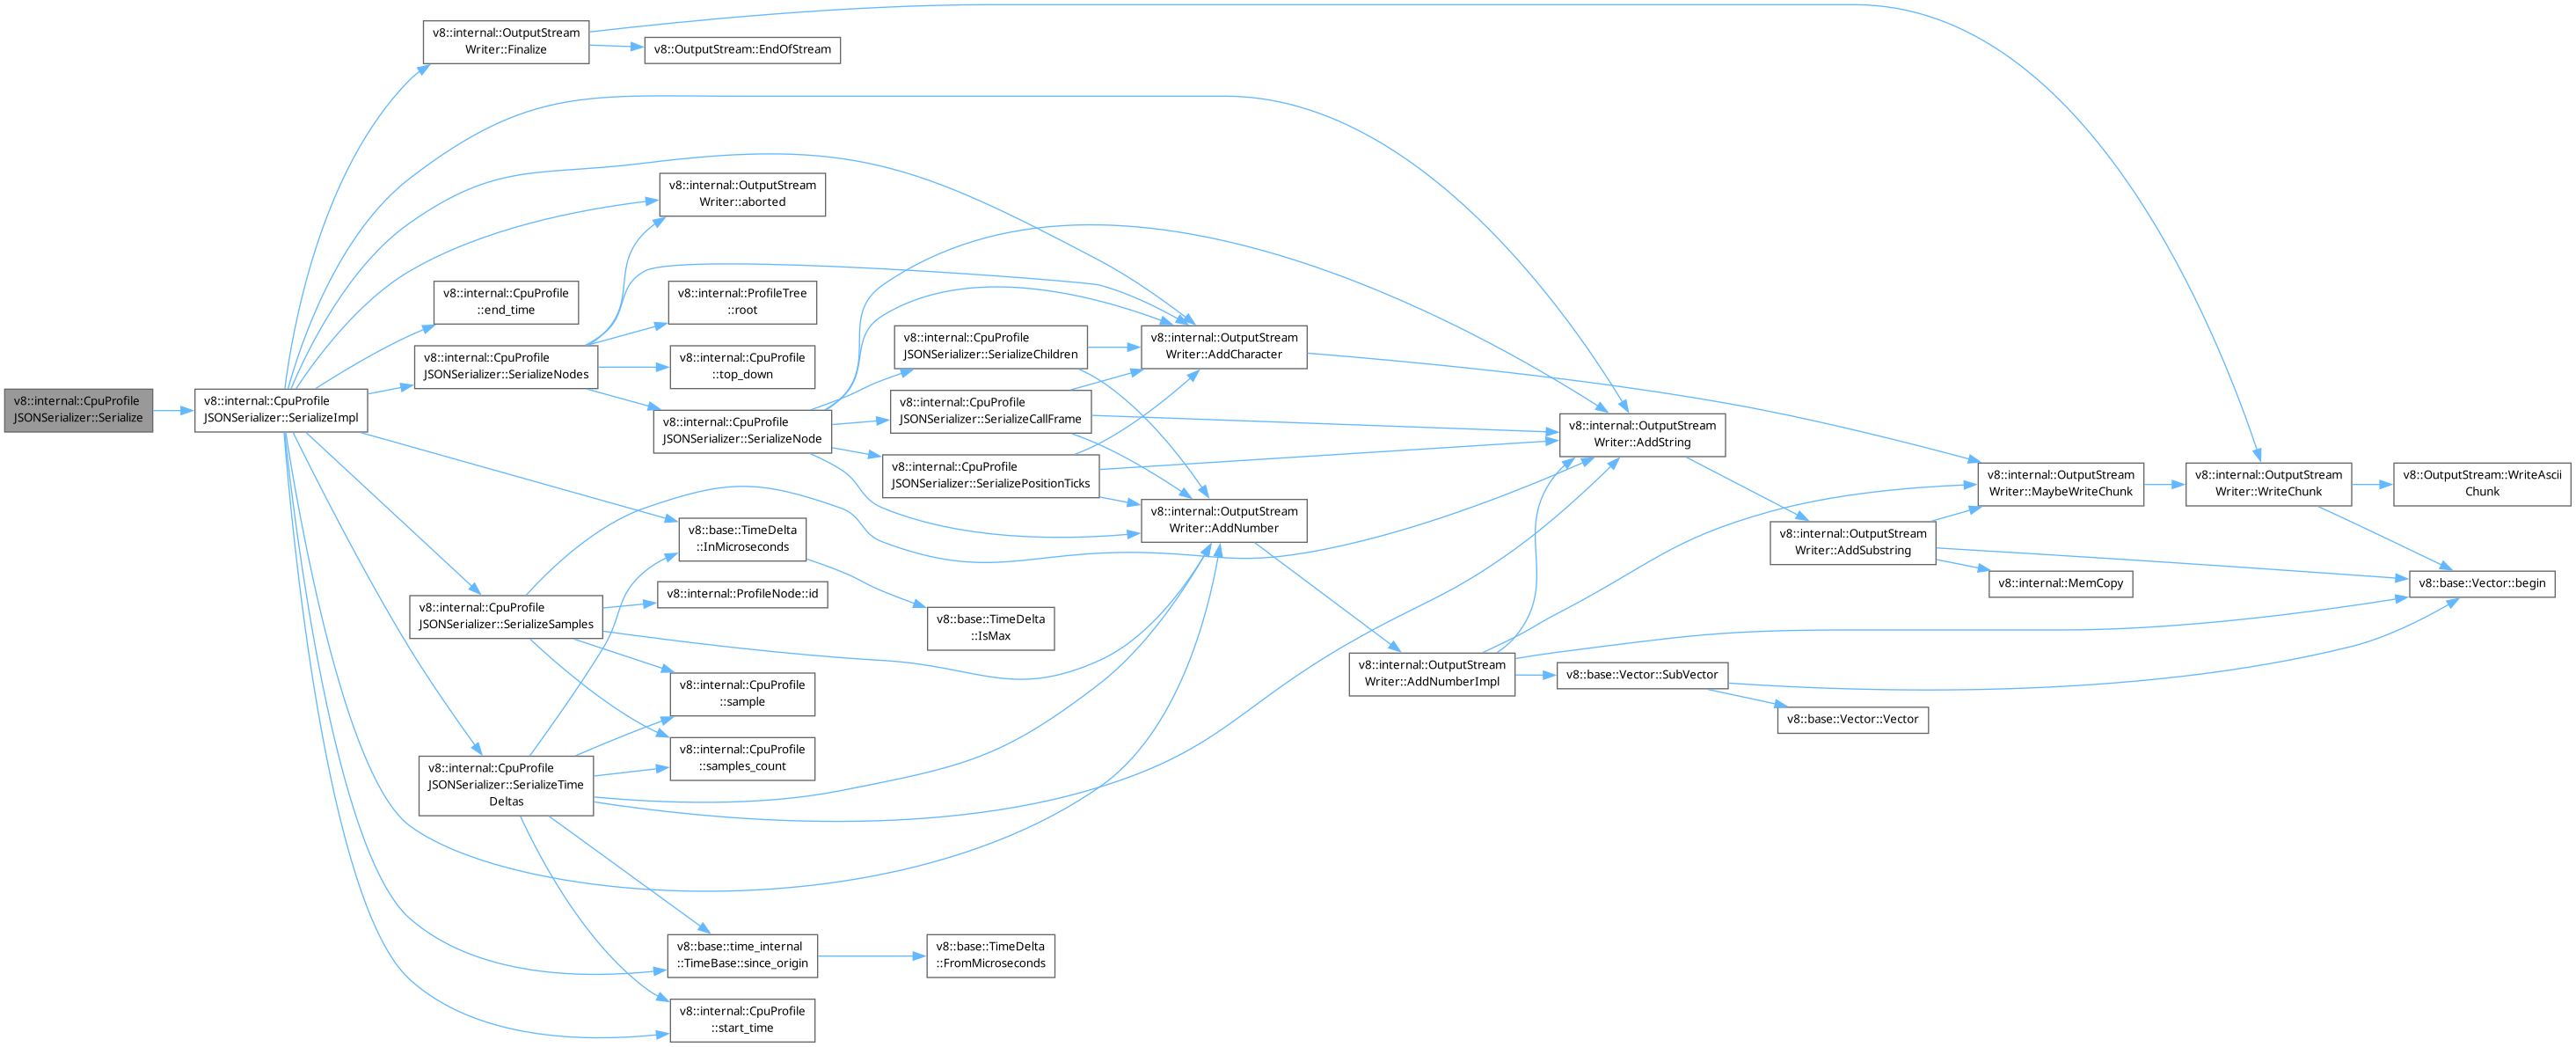 v8::internal::CpuProfile
JSONSerializer::Serialize
v8::internal::CpuProfile
JSONSerializer::SerializeImpl
v8::internal::OutputStream
Writer::Finalize
v8::OutputStream::EndOfStream
v8::internal::OutputStream
Writer::aborted
v8::internal::CpuProfile
::end_time
v8::internal::ProfileTree
::root
v8::internal::CpuProfile
JSONSerializer::SerializeNodes
v8::internal::CpuProfile
::top_down
v8::internal::CpuProfile
JSONSerializer::SerializeNode
v8::internal::CpuProfile
JSONSerializer::SerializeChildren
v8::internal::CpuProfile
JSONSerializer::SerializeCallFrame
v8::internal::CpuProfile
JSONSerializer::SerializePositionTicks
v8::internal::OutputStream
Writer::AddCharacter
v8::internal::OutputStream
Writer::AddNumber
v8::internal::OutputStream
Writer::AddString
v8::internal::OutputStream
Writer::AddSubstring
v8::internal::OutputStream
Writer::MaybeWriteChunk
v8::internal::OutputStream
Writer::WriteChunk
v8::OutputStream::WriteAscii
Chunk
v8::internal::MemCopy
v8::base::Vector::begin
v8::base::TimeDelta
::InMicroseconds
v8::internal::ProfileNode::id
v8::base::TimeDelta
::IsMax
v8::internal::CpuProfile
JSONSerializer::SerializeSamples
v8::internal::CpuProfile
::sample
v8::internal::CpuProfile
::samples_count
v8::internal::OutputStream
Writer::AddNumberImpl
v8::base::Vector::SubVector
v8::base::Vector::Vector
v8::internal::CpuProfile
JSONSerializer::SerializeTime
Deltas
v8::base::time_internal
::TimeBase::since_origin
v8::base::TimeDelta
::FromMicroseconds
v8::internal::CpuProfile
::start_time